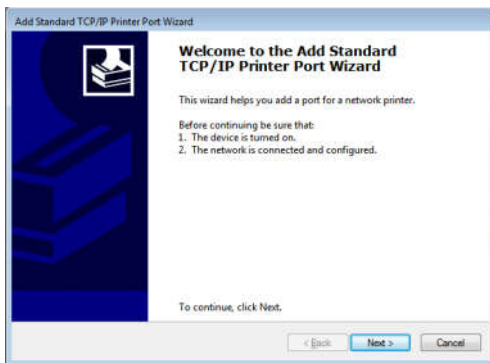 Add Standard TCP/IP Printer Port Wizard
Welcome to the Add Standard
TCP/IP Printer Port Wizard
This wizard helps you add a port for a network printer.
Before continuing be sure that:
1. The device is turned on.
2. The network is connected and configured.
To continue, click Next.
< Back Next > Cancel